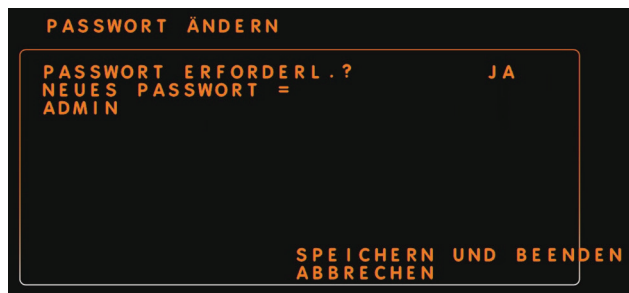 PASSWORT ÄNDERN
PASSWORT ERFORDERL.? JA
NEUES PASSWORT =
ADMIN
SPEICHERN UND BEENDEN
ABBRECHEN